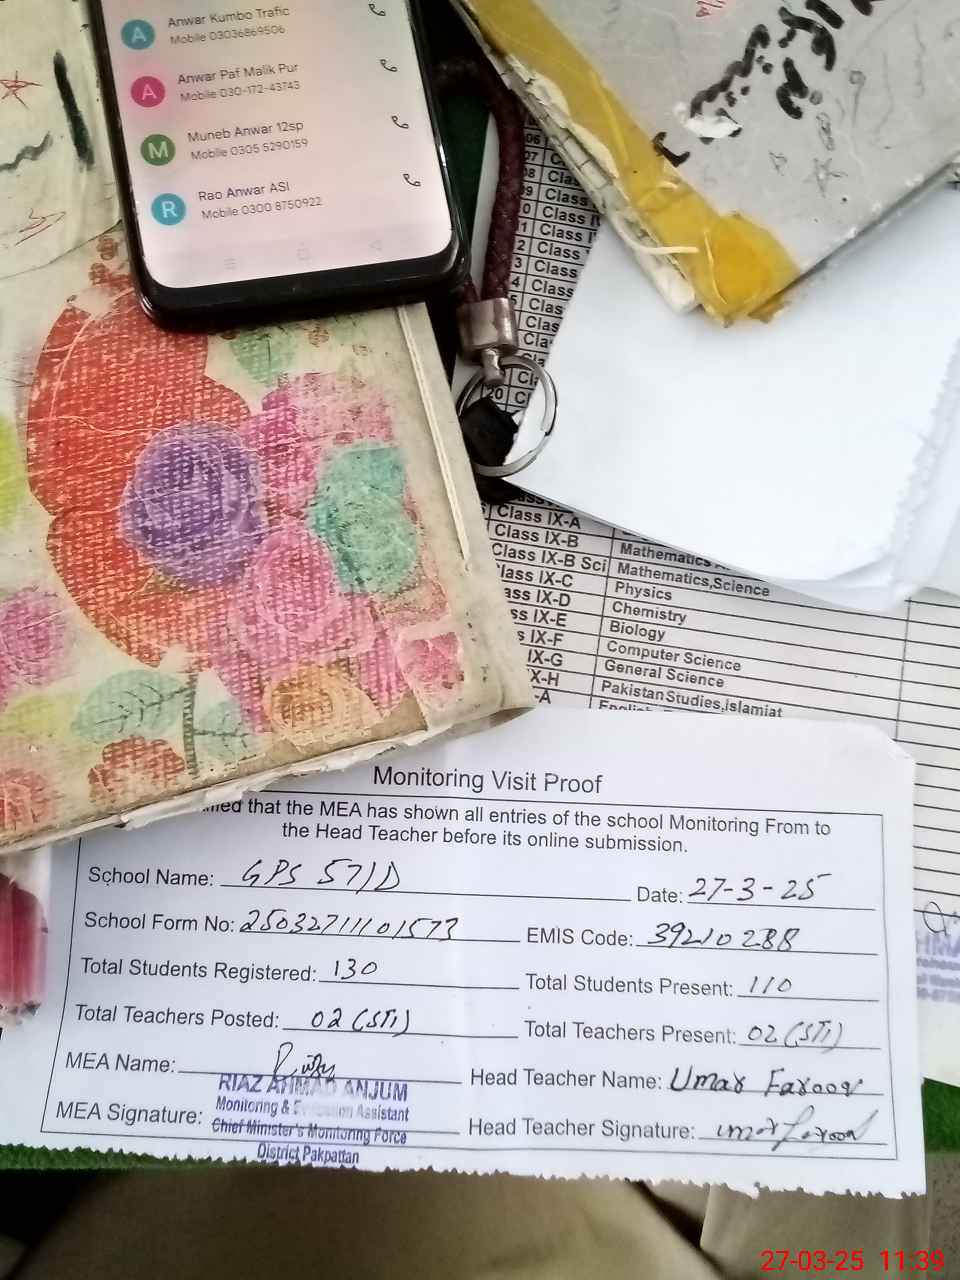 Anwar Kumbo Trafic
Mobile 03036869506
A
Anwar Paf Malik Pur
Mobile 030-172-43743
A
Muneb Anwar 12sp
Mobile 0305 5290159
M
Rao Anwar ASI
Mobile 0300 8750922
R
Class IX-A
Class IX-B
Class IX-B Sci
lass IX-C
IX-D
IX-E
IX-F
IX-G
X-H
-A
Mathematics
Mathematics,Science
Physics
Chemistry
Biology
Computer Science
General Science
PakistanStudies,islamiat
Monitoring Visit Proof
that the MEA has shown all entries of the school Monitoring From to
the Head Teacher before its online submission.
School Name: GPS 57/D
Date: 27-3-25
School Form No: 25032711101573
EMIS Code: 39210288
Total Students Registered: 130
Total Students Present: 110
Total Teachers Posted: 02 (STI)
Total Teachers Present: 02 (STI)
MEA Name:
Head Teacher Name: Umar Farooq
RIAZ AHMAD ANJUM
Monitoring & Evaluation Assistant
MEA Signature:
Chief Minister's Monitoring Force
District Pakpattan
Head Teacher Signature: umar farooq
27-03-25 11:39